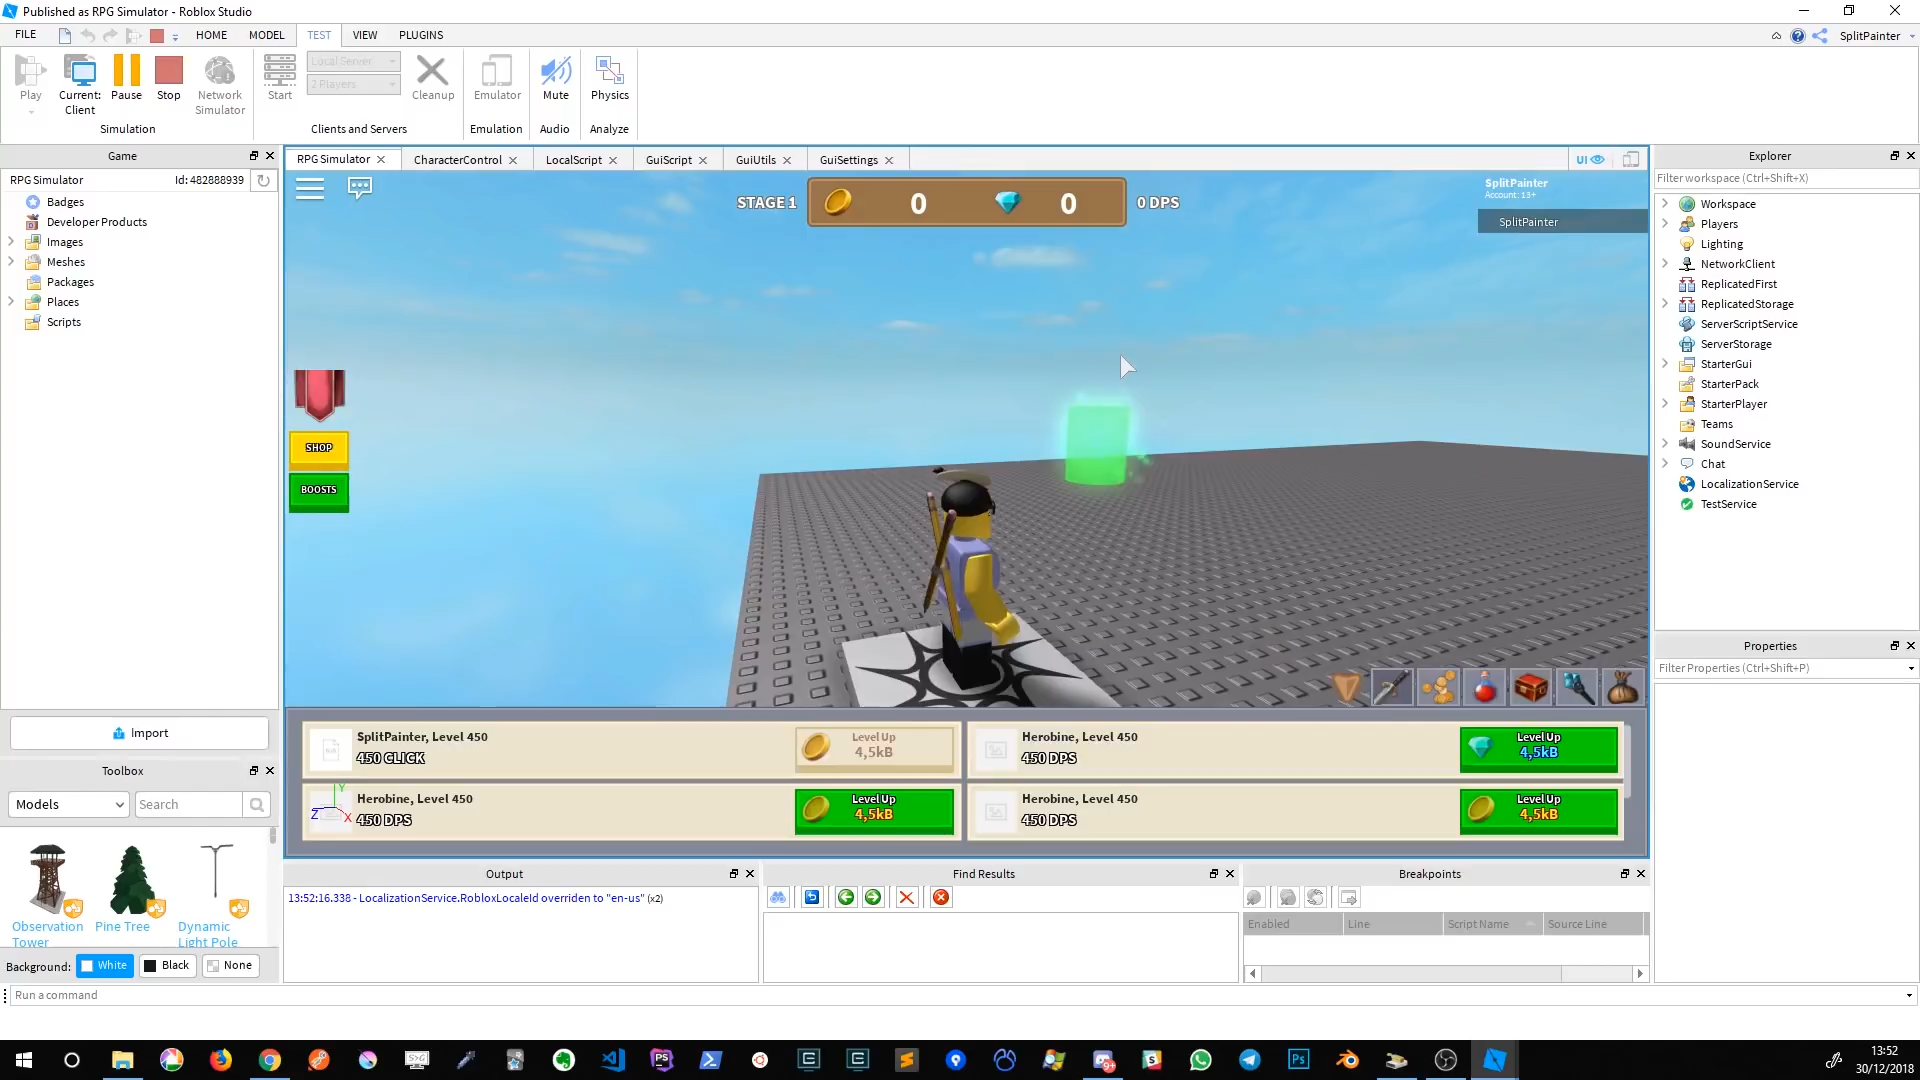 Published as RPG Simulator - Roblox Studio
FILE HOME MODEL TEST VIEW PLUGINS SplitPainter
Play Current: Client Pause Stop Network Simulator Start Local Server 2 Players Cleanup Emulator Mute Physics
Simulation Clients and Servers Emulation Audio Analyze
Game
RPG Simulator Id: 482888939
Badges
Developer Products
Images
Meshes
Packages
Places
Scripts
Import
Toolbox
Models Search
Observation Tower
Pine Tree
Dynamic Light Pole
Background: White Black None
RPG Simulator CharacterControl LocalScript GuiScript GuiUtils GuiSettings UI
STAGE 1 0 0 0 DPS
SplitPainter
Account: 13+
SplitPainter
SHOP
BOOSTS
SplitPainter, Level 450
450 CLICK
Level Up
4,5kB
Herobine, Level 450
450 DPS
Level Up
4,5kB
Herobine, Level 450
450 DPS
Level Up
4,5kB
Herobine, Level 450
450 DPS
Level Up
4,5kB
Y
Z
X
Output
13:52:16.338 - LocalizationService.RobloxLocaleId overriden to "en-us" (x2)
Find Results
Breakpoints
Enabled Line Script Name Source Line
Explorer
Filter workspace (Ctrl+Shift+X)
Workspace
Players
Lighting
NetworkClient
ReplicatedFirst
ReplicatedStorage
ServerScriptService
ServerStorage
StarterGui
StarterPack
StarterPlayer
Teams
SoundService
Chat
LocalizationService
TestService
Properties
Filter Properties (Ctrl+Shift+P)
Run a command
13:52
30/12/2018